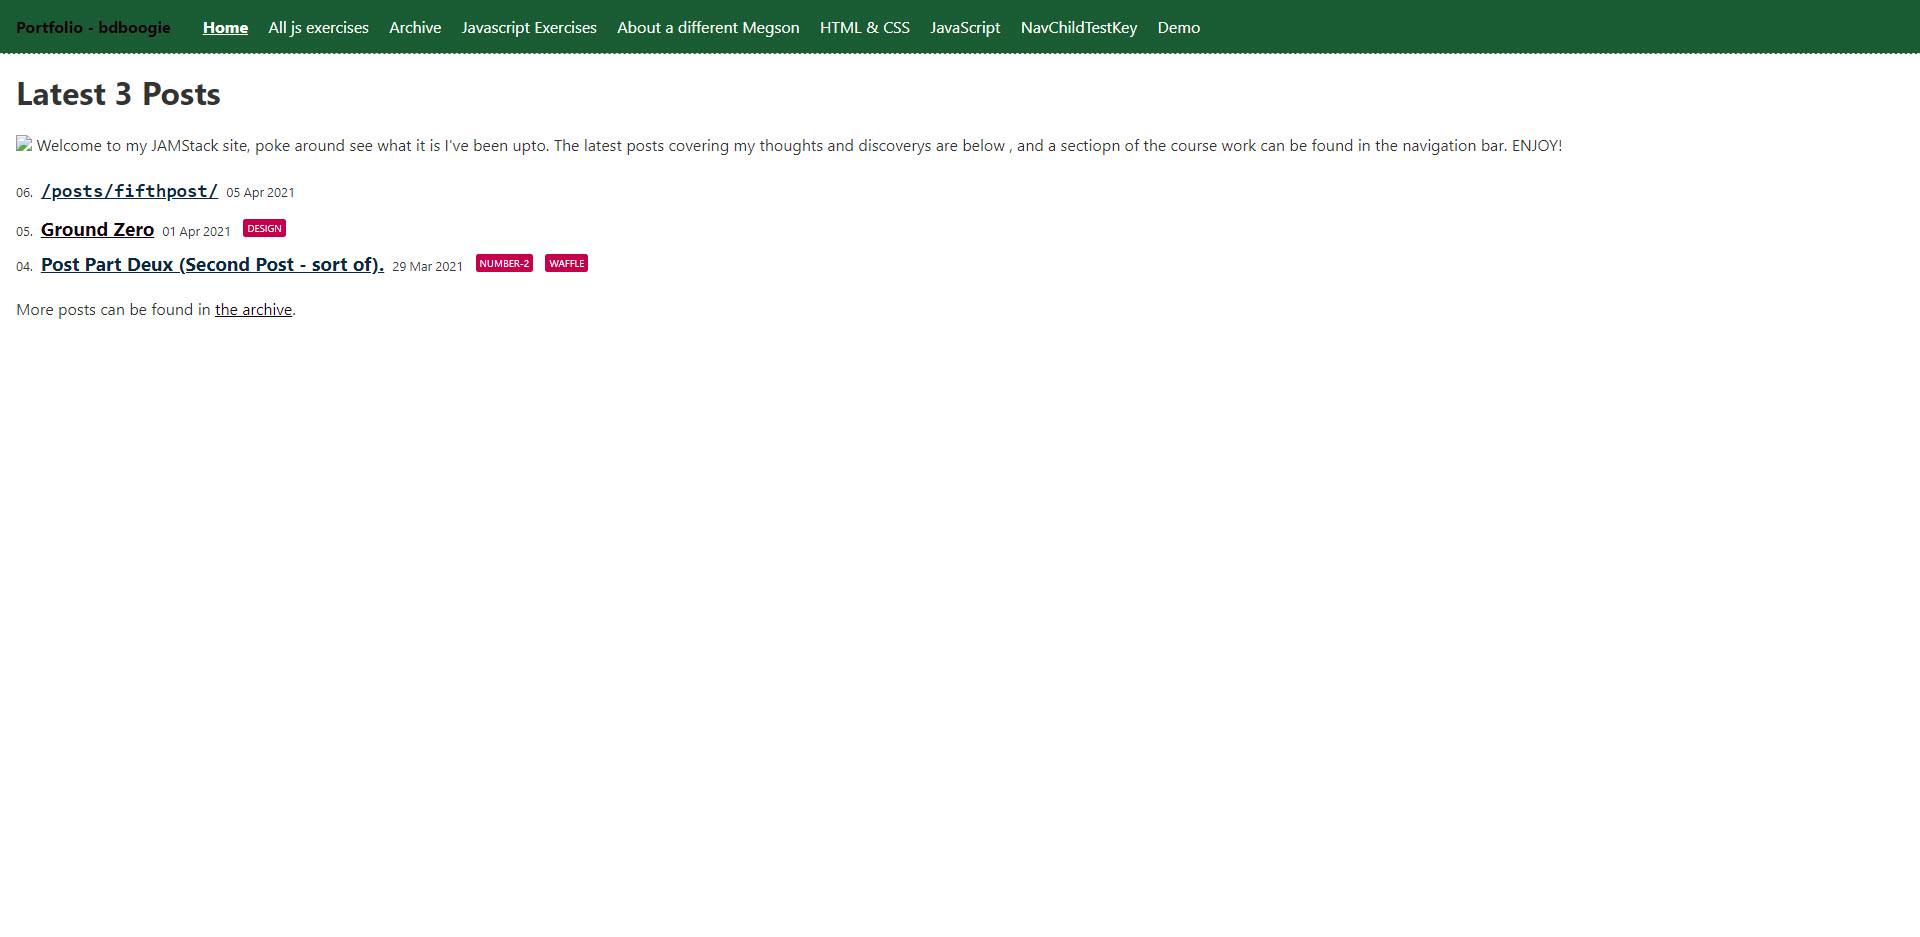 Portfolio - bdboogie Home All js exercises Archive Javascript Exercises About a different Megson HTML & CSS JavaScript NavChildTestKey Demo
Latest 3 Posts
Welcome to my JAMStack site, poke around see what it is I've been upto. The latest posts covering my thoughts and discoverys are below , and a sectiopn of the course work can be found in the navigation bar. ENJOY!
06. /posts/fifthpost/ 05 Apr 2021
05. Ground Zero 01 Apr 2021 DESIGN
04. Post Part Deux (Second Post - sort of). 29 Mar 2021 NUMBER-2 WAFFLE
More posts can be found in the archive.